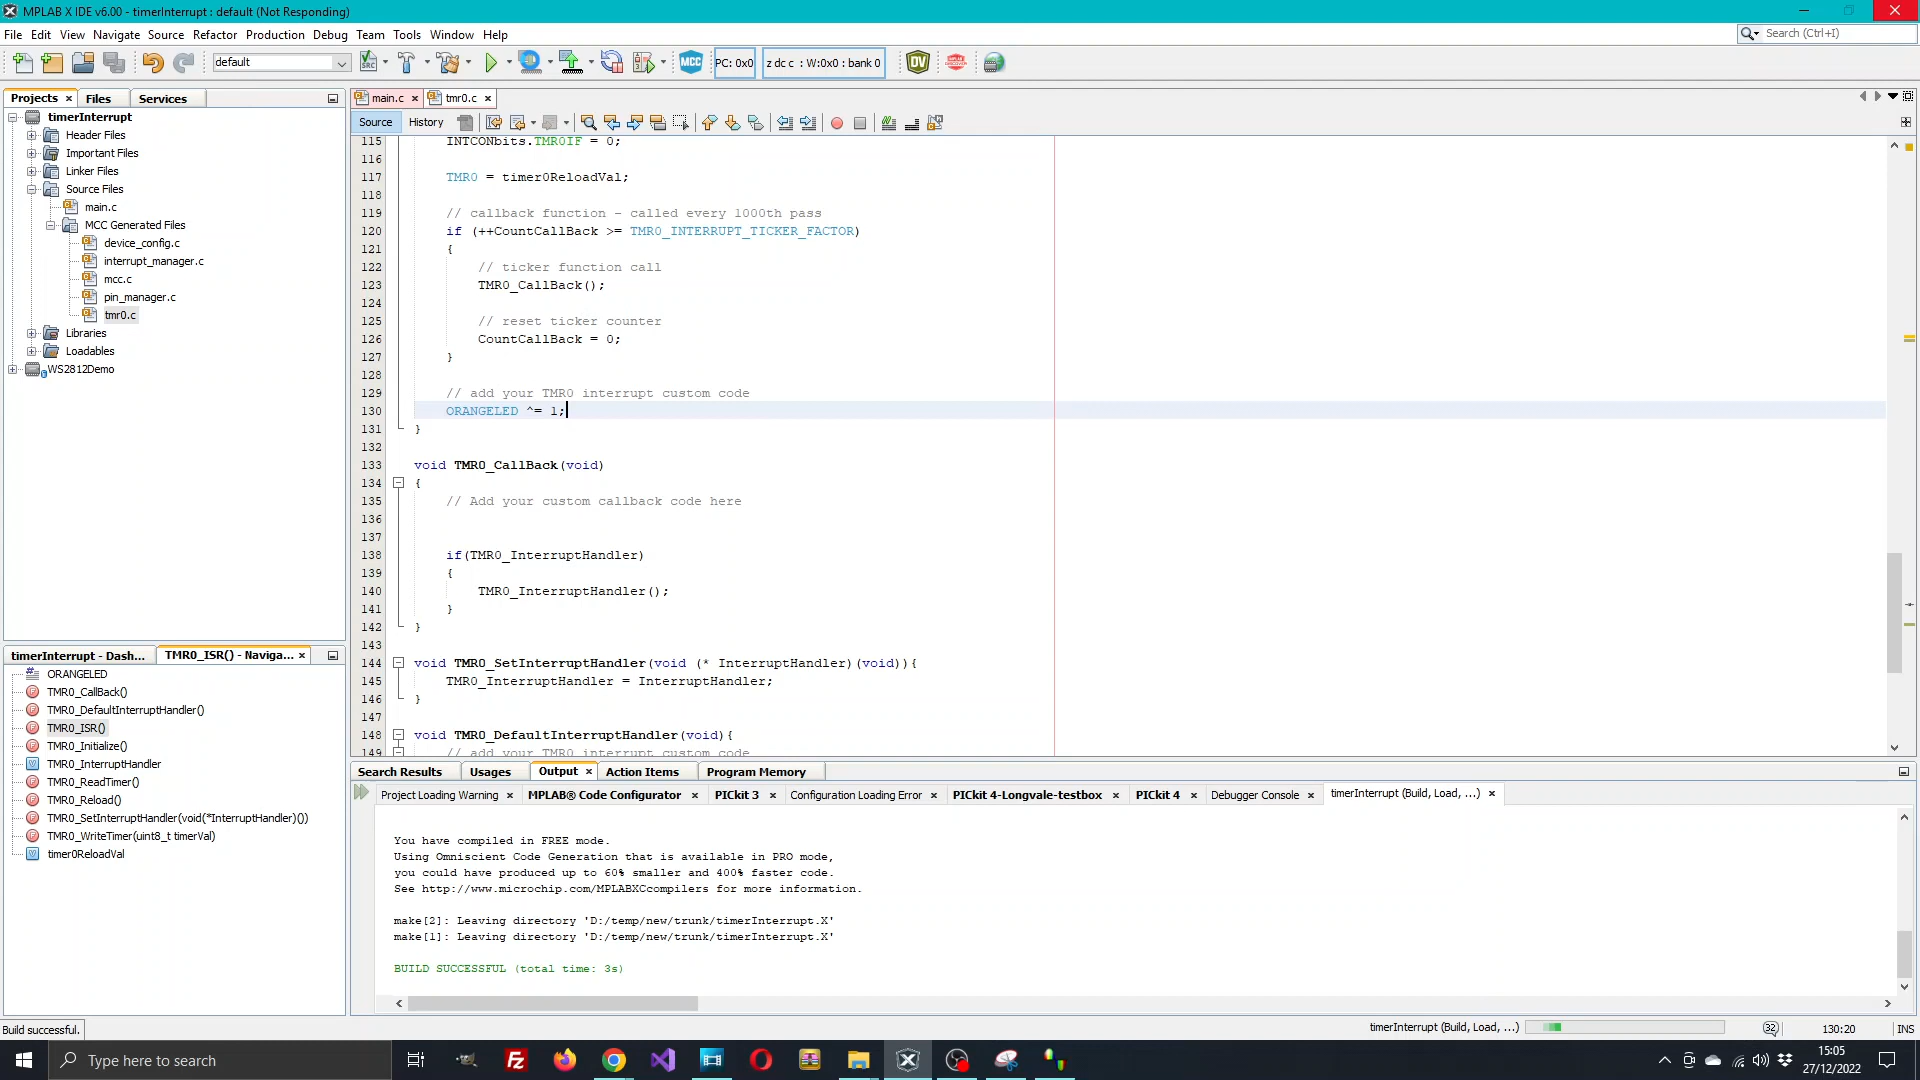 MPLAB X IDE v6.00 - timerInterrupt : default (Not Responding)
File Edit View Navigate Source Refactor Production Debug Team Tools Window Help
Search (Ctrl+I)
default
SRC
MCC
PC: 0x0
z dc c : W:0x0 : bank 0
DV
Projects Files Services
timerInterrupt
Header Files
Important Files
Linker Files
Source Files
main.c
MCC Generated Files
device_config.c
interrupt_manager.c
mcc.c
pin_manager.c
tmr0.c
Libraries
Loadables
WS2812Demo
timerInterrupt - Dash...
TMR0_ISR() - Naviga...
ORANGELED
TMR0_CallBack()
TMR0_DefaultInterruptHandler()
TMR0_ISR()
TMR0_Initialize()
TMR0_InterruptHandler
TMR0_ReadTimer()
TMR0_Reload()
TMR0_SetInterruptHandler(void(*InterruptHandler)())
TMR0_WriteTimer(uint8_t timerVal)
timer0ReloadVal
main.c tmr0.c
Source History
115 INTCONbits.TMR0IF = 0;
116
117 TMR0 = timer0ReloadVal;
118
119 // callback function - called every 1000th pass
120 if (++CountCallBack >= TMR0_INTERRUPT_TICKER_FACTOR)
121 {
122 // ticker function call
123 TMR0_CallBack();
124
125 // reset ticker counter
126 CountCallBack = 0;
127 }
128
129 // add your TMR0 interrupt custom code
130 ORANGELED ^= 1;
131 }
132
133 void TMR0_CallBack(void)
134 {
135 // Add your custom callback code here
136
137
138 if(TMR0_InterruptHandler)
139 {
140 TMR0_InterruptHandler();
141 }
142 }
143
144 void TMR0_SetInterruptHandler(void (* InterruptHandler)(void)){
145 TMR0_InterruptHandler = InterruptHandler;
146 }
147
148 void TMR0_DefaultInterruptHandler(void){
149 // add your TMR0 interrupt custom code
Search Results Usages Output Action Items Program Memory
Project Loading Warning MPLAB® Code Configurator PICkit 3 Configuration Loading Error PICkit 4-Longvale-testbox PICkit 4 Debugger Console timerInterrupt (Build, Load, ...)
You have compiled in FREE mode.
Using Omniscient Code Generation that is available in PRO mode,
you could have produced up to 60% smaller and 400% faster code.
See http://www.microchip.com/MPLABXCcompilers for more information.
make[2]: Leaving directory 'D:/temp/new/trunk/timerInterrupt.X'
make[1]: Leaving directory 'D:/temp/new/trunk/timerInterrupt.X'
BUILD SUCCESSFUL (total time: 3s)
Build successful.
timerInterrupt (Build, Load, ...)
32
130:20
INS
Type here to search
15:05
27/12/2022